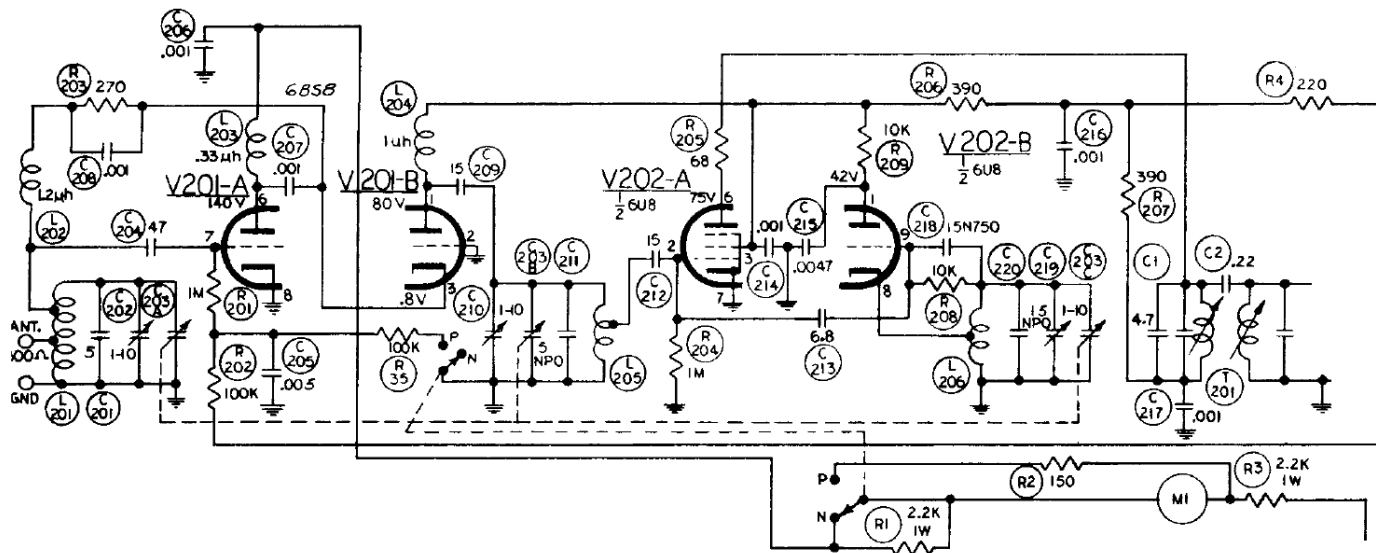 C 206
.001
R 203
270
6BS8
L 204
L 203
.33µh
C 207
.001
1µh
C 208
.001
1.2µh
L 202
C 204
47
V201-A
140V
6
7
8
1M
R 201
V201-B
80V
1
2
3
.8V
15
C 209
R 205
68
V202-A
1/2 6U8
75V
6
2
3
7
R 206
390
10K
R 209
42V
1
9
8
V202-B
1/2 6U8
C 216
.001
R4
220
390
R 207
ANT.
300Ω
GND
L 201
C 201
5
C 202
1-10
C 203 A
R 202
100K
C 205
.005
100K
R 35
P
N
C 210
1-10
C 203 B
5 NPO
C 211
L 205
15
C 212
R 204
1M
.001
C 214
C 215
.0047
6.8
C 213
C 218
15N750
10K
R 208
L 206
C 220
C 219
15 NPO
C 203 C
1-10
C1
4.7
C2
.22
C 217
.001
T 201
P
N
R1
2.2K
1W
R2
150
M1
R3
2.2K
1W